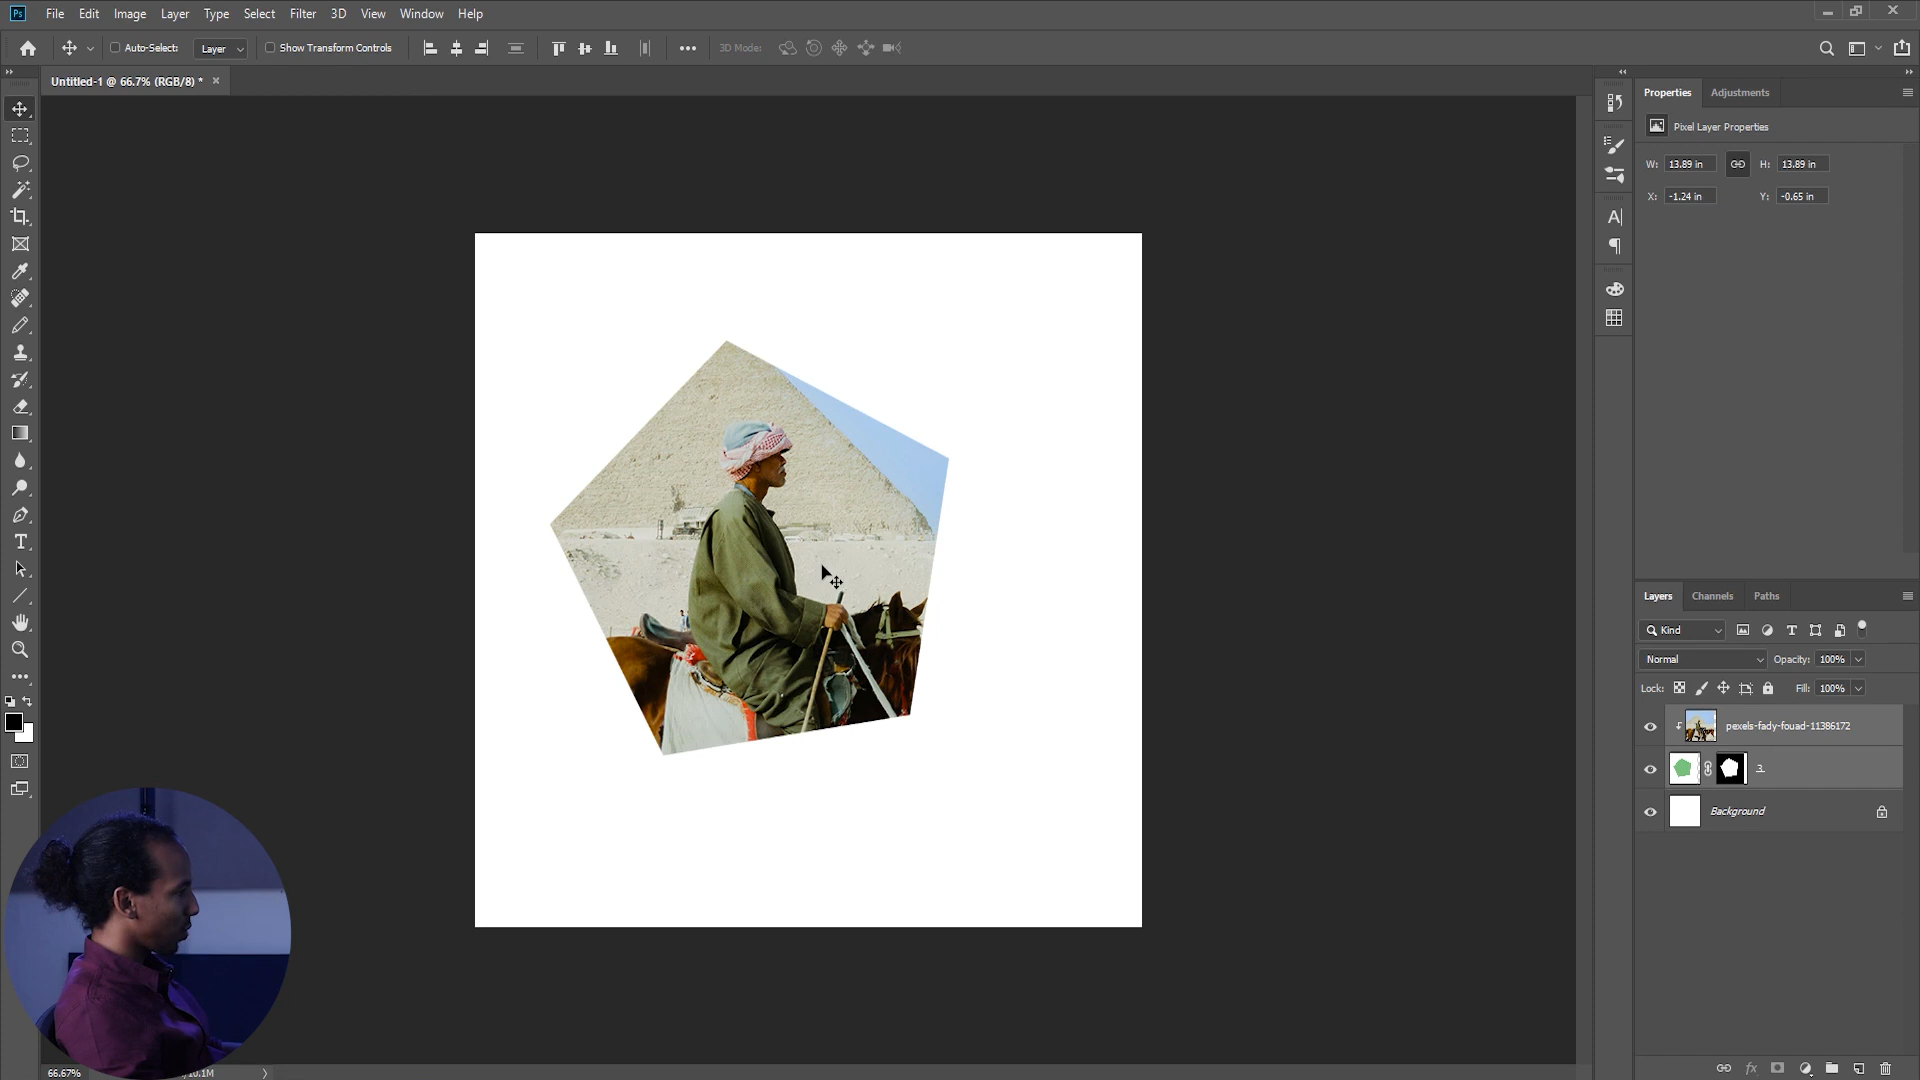 Ps File Edit Image Layer Type Select Filter 3D View Window Help
Auto-Select: Layer Show Transform Controls 3D Mode:
Untitled-1 @ 66.7% (RGB/8) *
Properties Adjustments
Pixel Layer Properties
W: 13.89 in H: 13.89 in
X: -1.24 in Y: -0.65 in
Layers Channels Paths
Kind
Normal Opacity: 100%
Lock: Fill: 100%
pexels-fady-fouad-11386172
3
Background
66.67%